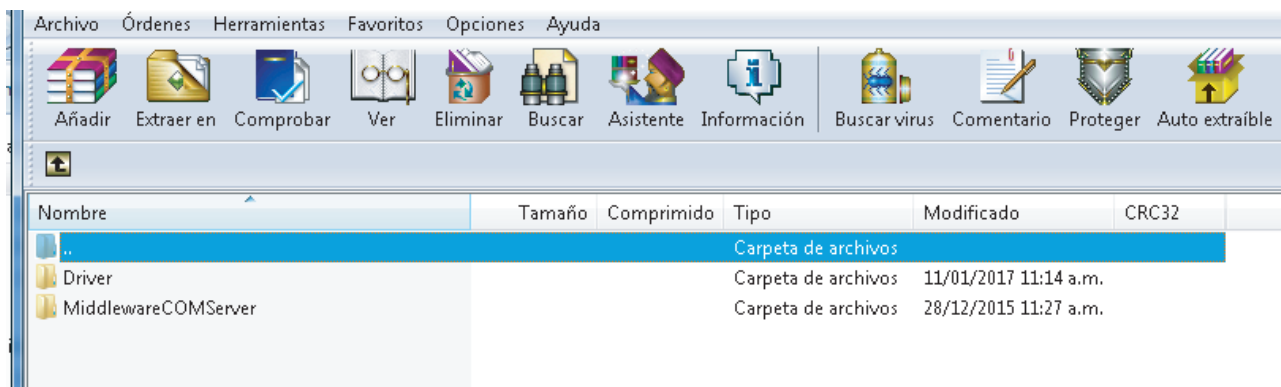 Archivo Órdenes Herramientas Favoritos Opciones Ayuda
Añadir Extraer en Comprobar Ver Eliminar Buscar Asistente Información Buscar virus Comentario Proteger Auto extraíble
Nombre Tamaño Comprimido Tipo Modificado CRC32
.. Carpeta de archivos
Driver Carpeta de archivos 11/01/2017 11:14 a.m.
MiddlewareCOMServer Carpeta de archivos 28/12/2015 11:27 a.m.